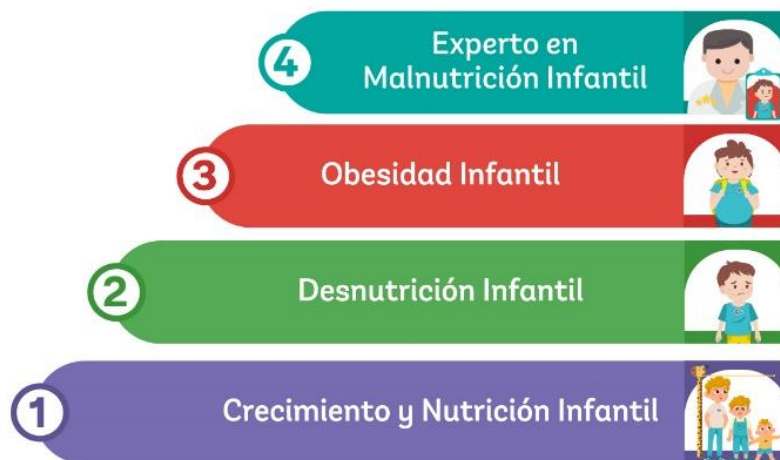 4
Experto en
Malnutrición Infantil
3
Obesidad Infantil
2
Desnutrición Infantil
1
Crecimiento y Nutrición Infantil